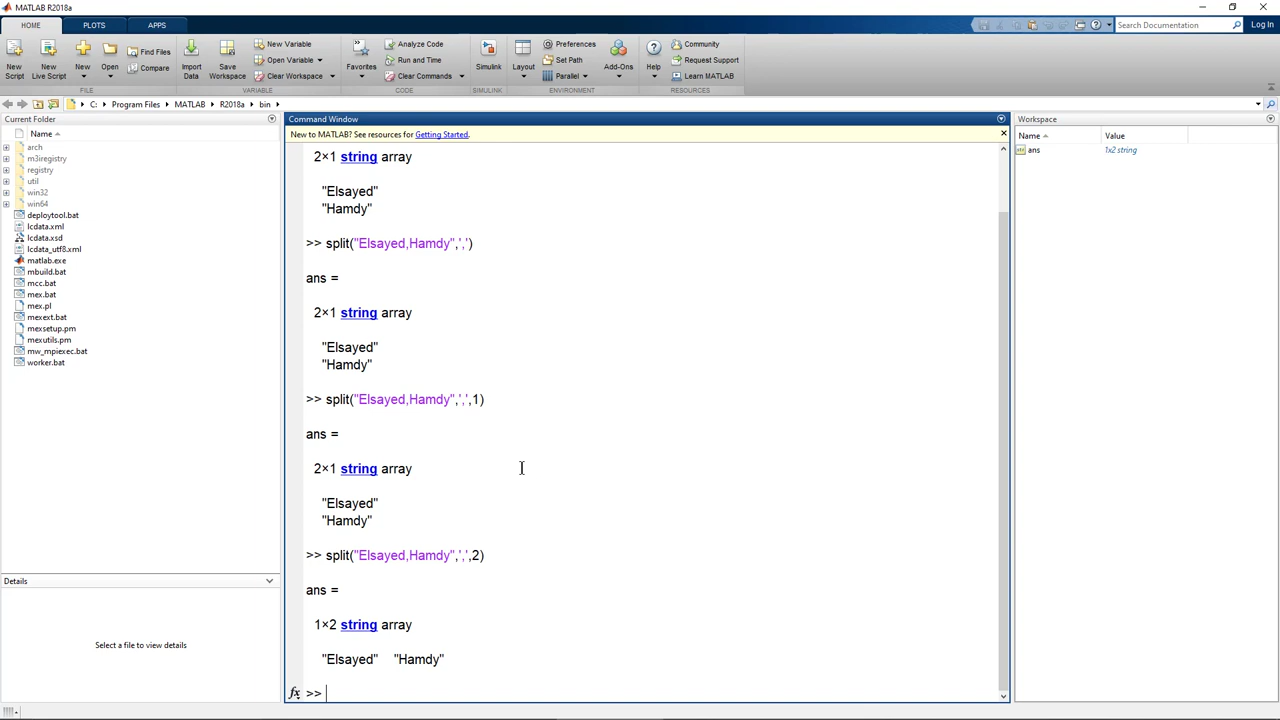 MATLAB R2018a
HOME
PLOTS
APPS
Search Documentation
Log In
New Script
New Live Script
New
Open
Find Files
Compare
Import Data
Save Workspace
New Variable
Open Variable
Clear Workspace
Favorites
Analyze Code
Run and Time
Clear Commands
Simulink
Layout
Preferences
Set Path
Parallel
Add-Ons
Help
Community
Request Support
Learn MATLAB
FILE
VARIABLE
CODE
SIMULINK
ENVIRONMENT
RESOURCES
C: Program Files MATLAB R2018a bin
Current Folder
Name
arch
m3iregistry
registry
util
win32
win64
deploytool.bat
lcdata.xml
lcdata.xsd
lcdata_utf8.xml
matlab.exe
mbuild.bat
mcc.bat
mex.bat
mex.pl
mexext.bat
mexsetup.pm
mexutils.pm
mw_mpiexec.bat
worker.bat
Details
Select a file to view details
Command Window
New to MATLAB? See resources for Getting Started.
2×1 string array
"Elsayed"
"Hamdy"
>> split("Elsayed,Hamdy",',')
ans =
2×1 string array
"Elsayed"
"Hamdy"
>> split("Elsayed,Hamdy",',',1)
ans =
2×1 string array
"Elsayed"
"Hamdy"
>> split("Elsayed,Hamdy",',',2)
ans =
1×2 string array
"Elsayed" "Hamdy"
fx >>
Workspace
Name Value
ans 1x2 string